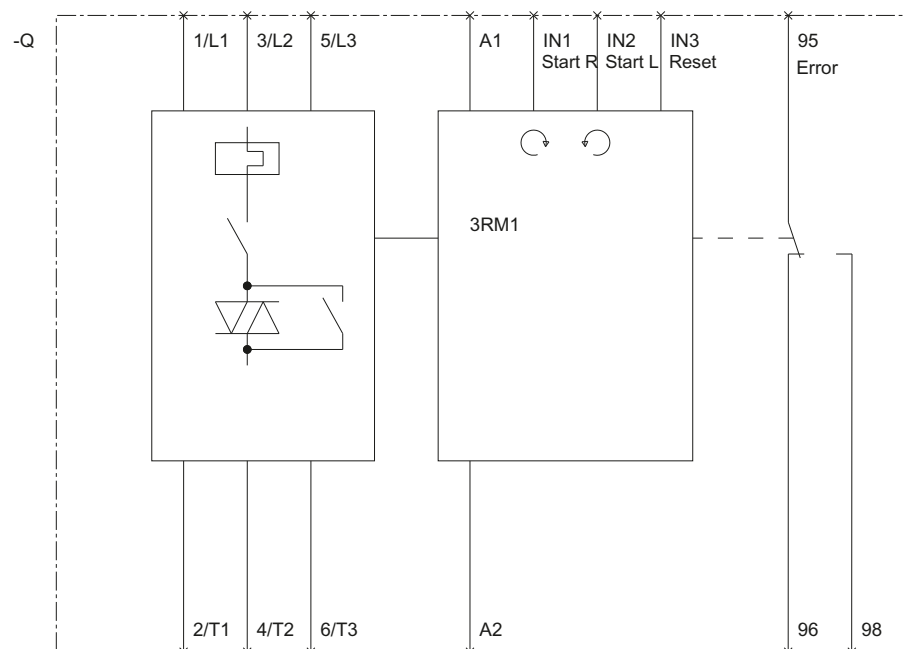 -Q
1/L1 3/L2 5/L3 A1 IN1 IN2 IN3 95
Start R Start L Reset Error
3RM1
2/T1 4/T2 6/T3 A2 96 98